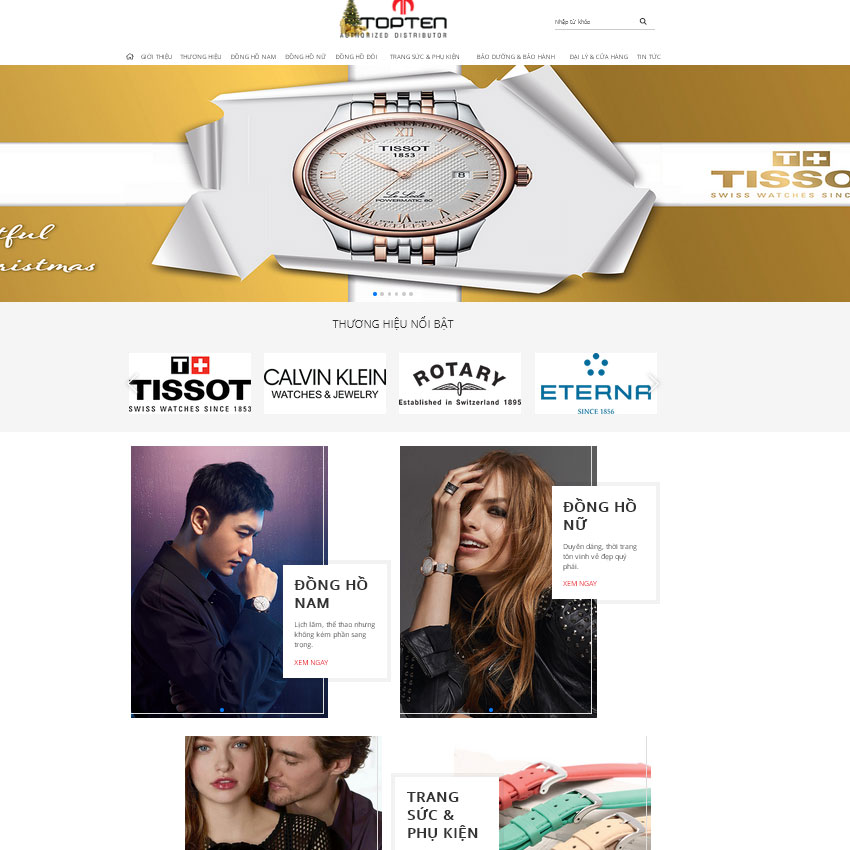 TOPTEN
AUTHORIZED DISTRIBUTOR
nhập từ khóa
GIỚI THIỆU THƯƠNG HIỆU ĐỒNG HỒ NAM ĐỒNG HỒ NỮ ĐỒNG HỒ ĐÔI TRANG SỨC & PHỤ KIỆN BẢO DƯỠNG & BẢO HÀNH ĐẠI LÝ & CỬA HÀNG TIN TỨC
XII
TISSOT
1853
8
Le Locle
POWERMATIC 80
T+
TISSO
SWISS WATCHES SINC
tful
ristmas
THƯƠNG HIỆU NỔI BẬT
T+
TISSOT
SWISS WATCHES SINCE 1853
CALVIN KLEIN
WATCHES & JEWELRY
ROTARY
Established in Switzerland 1895
ETERNA
SINCE 1856
ĐỒNG HỒ
NAM
Lịch lãm, thể thao nhưng
không kém phần sang
trọng.
XEM NGAY
ĐỒNG HỒ
NỮ
Duyên dáng, thời trang
tôn vinh vẻ đẹp quý
phái.
XEM NGAY
TRANG
SỨC &
PHỤ KIỆN